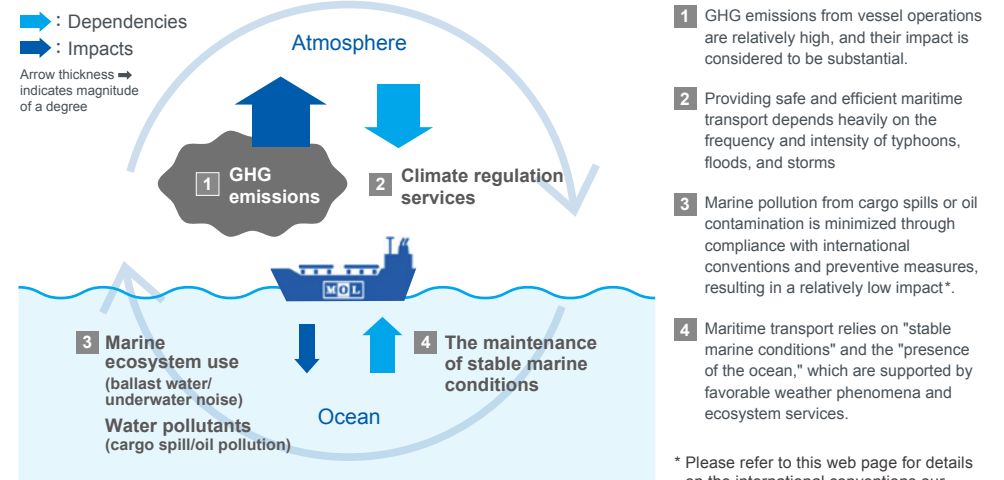 : Dependencies
: Impacts
Arrow thickness ➡
indicates magnitude
of a degree
Atmosphere
1 GHG
emissions
2 Climate regulation
services
MOL
3 Marine
ecosystem use
(ballast water/
underwater noise)
Water pollutants
(cargo spill/oil pollution)
4 The maintenance
of stable marine
conditions
Ocean
1 GHG emissions from vessel operations
are relatively high, and their impact is
considered to be substantial.
2 Providing safe and efficient maritime
transport depends heavily on the
frequency and intensity of typhoons,
floods, and storms
3 Marine pollution from cargo spills or oil
contamination is minimized through
compliance with international
conventions and preventive measures,
resulting in a relatively low impact*.
4 Maritime transport relies on "stable
marine conditions" and the "presence
of the ocean," which are supported by
favorable weather phenomena and
ecosystem services.
* Please refer to this web page for details
on the international conventions our